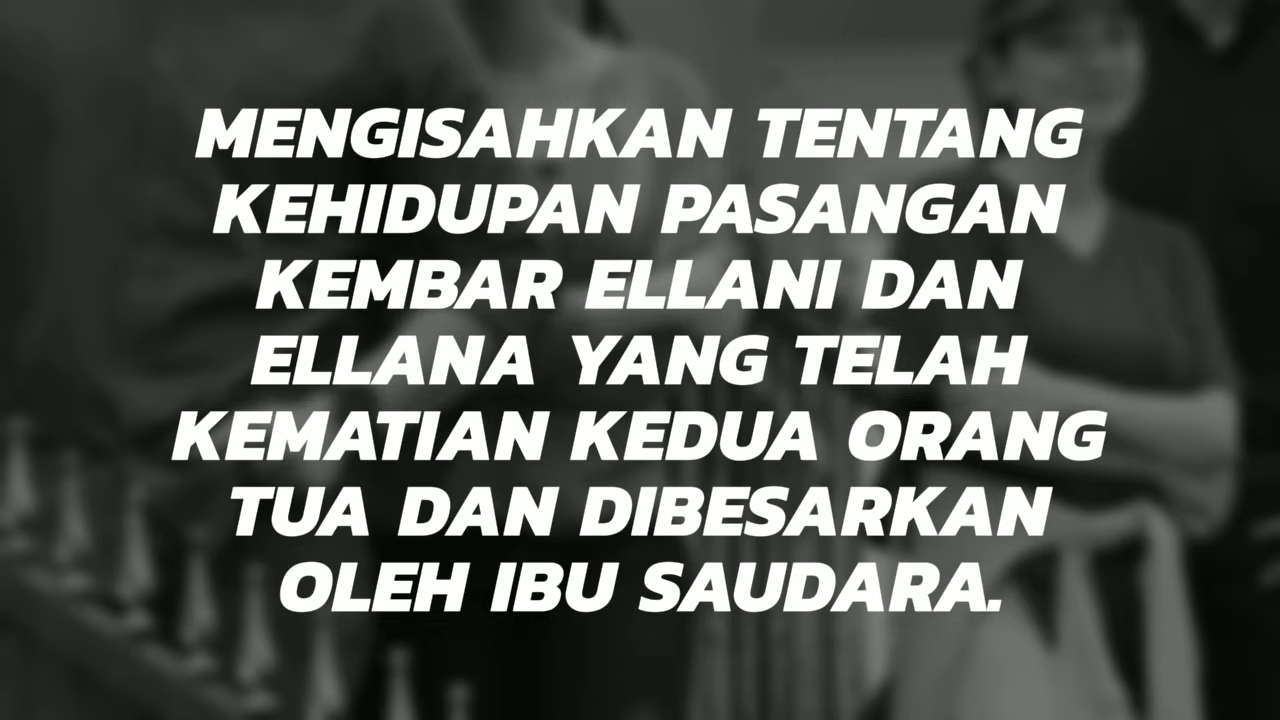 MENGISAHKAN TENTANG
KEHIDUPAN PASANGAN
KEMBAR ELLANI DAN
ELLANA YANG TELAH
KEMATIAN KEDUA ORANG
TUA DAN DIBESARKAN
OLEH IBU SAUDARA.